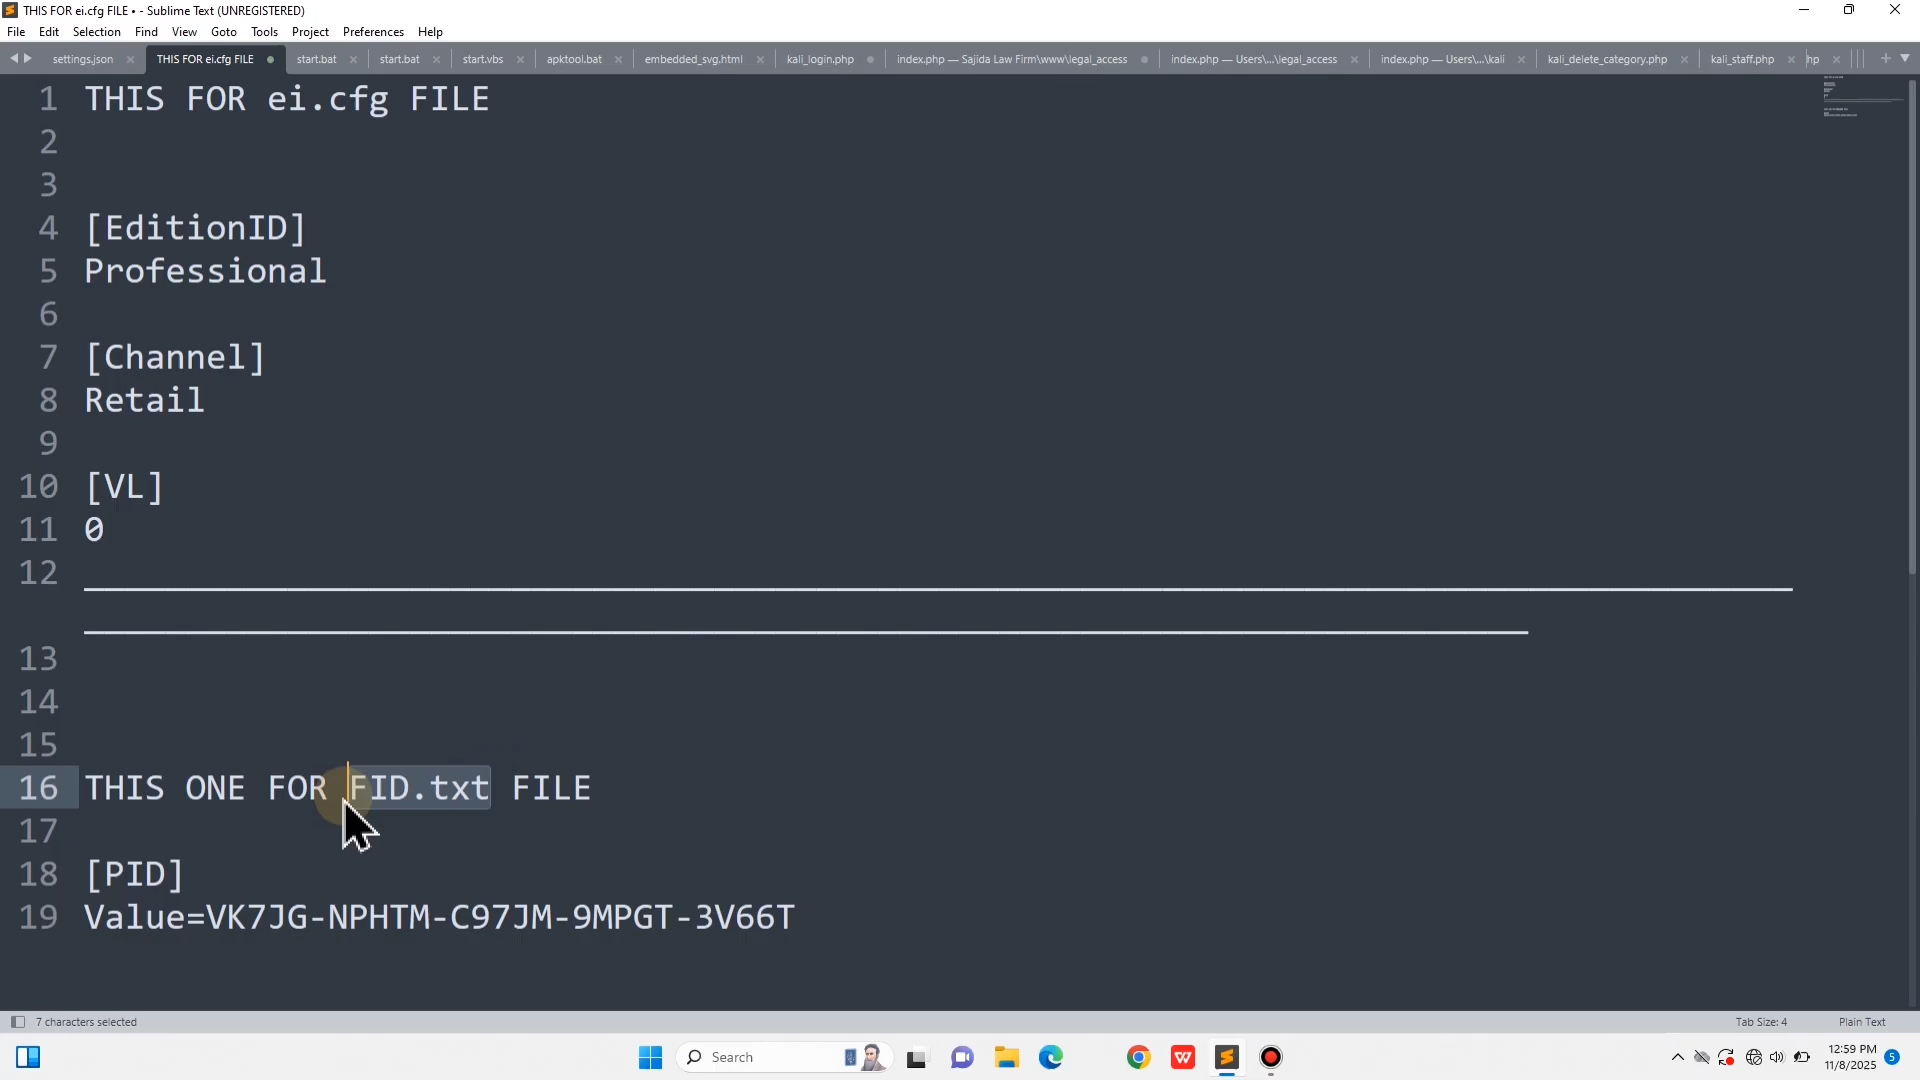 THIS FOR ei.cfg FILE • - Sublime Text (UNREGISTERED)
File Edit Selection Find View Goto Tools Project Preferences Help
settings.json THIS FOR ei.cfg FILE start.bat start.bat start.vbs apktool.bat embedded_svg.html kali_login.php index.php — Sajida Law Firm\www\legal_access index.php — Users\...\legal_access index.php — Users\...\kali kali_delete_category.php kali_staff.php hp
1 THIS FOR ei.cfg FILE
2
3
4 [EditionID]
5 Professional
6
7 [Channel]
8 Retail
9
10 [VL]
11 0
12
13
14
15
16 THIS ONE FOR FID.txt FILE
17
18 [PID]
19 Value=VK7JG-NPHTM-C97JM-9MPGT-3V66T
7 characters selected Tab Size: 4 Plain Text
Search
12:59 PM
11/8/2025 5